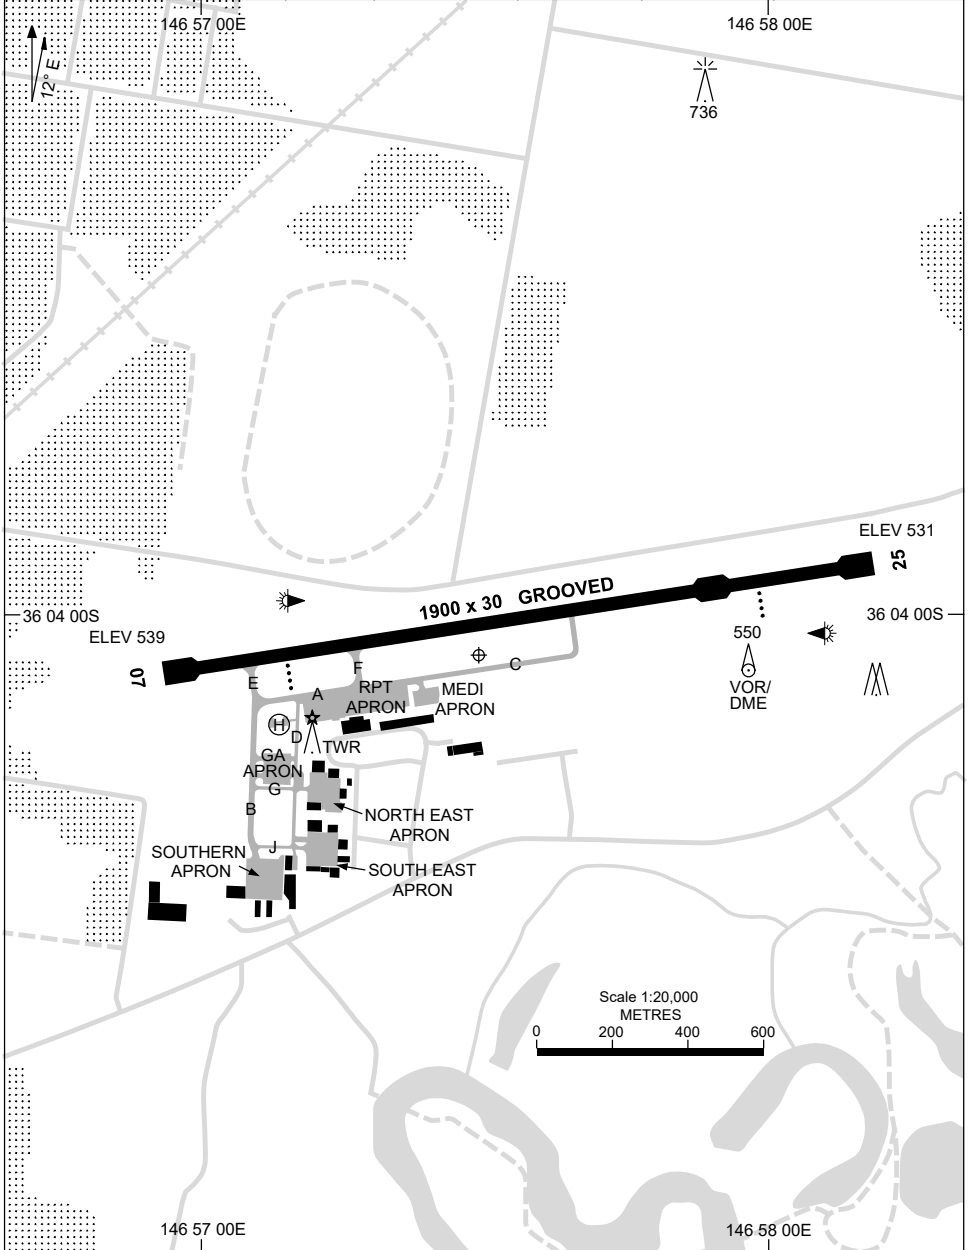 146 57 00E
146 58 00E
12° E
736
ELEV 531
25
1900 x 30 GROOVED
36 04 00S
36 04 00S
ELEV 539
07
550
VOR/
DME
E
F
C
A
RPT
APRON
MEDI
APRON
H
D
TWR
GA
APRON
G
B
NORTH EAST
APRON
J
SOUTHERN
APRON
SOUTH EAST
APRON
Scale 1:20,000
METRES
0 200 400 600
146 57 00E
146 58 00E